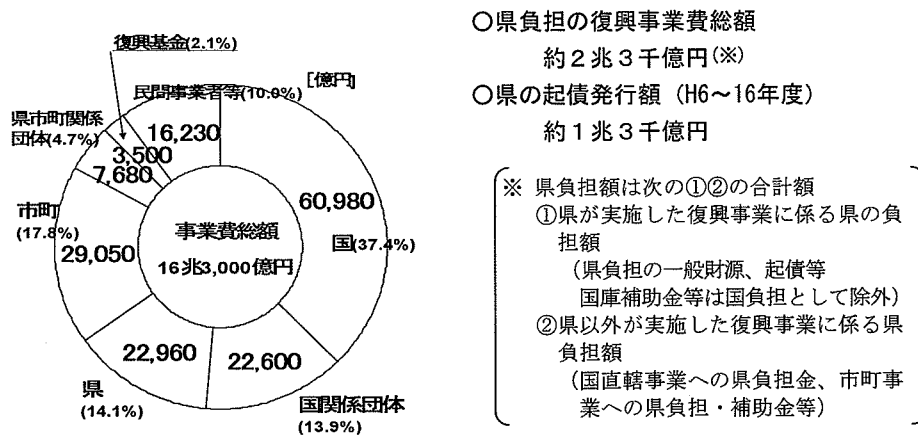 復興基金(2.1%)
民間事業者等(10.0%)
[億円]
県市町関係
団体(4.7%)
16,230
3,500
7,680
60,980
国(37.4%)
市町
(17.8%)
29,050
事業費総額
16兆3,000億円
22,960
22,600
県
(14.1%)
国関係団体
(13.9%)
○県負担の復興事業費総額
約2兆3千億円(※)
○県の起債発行額（H6～16年度）
約1兆3千億円
※ 県負担額は次の①②の合計額
①県が実施した復興事業に係る県の負
担額
（県負担の一般財源、起債等
国庫補助金等は国負担として除外）
②県以外が実施した復興事業に係る県
負担額
（国直轄事業への県負担金、市町事
業への県負担・補助金等）